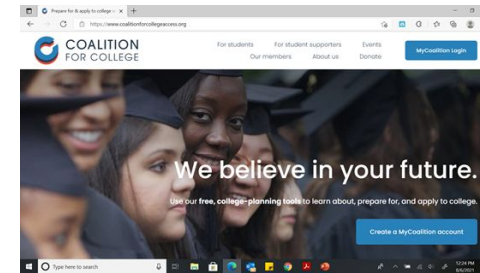 Prepare for & apply to college v
https://www.coalitionforcollegeaccess.org
COALITION
FOR COLLEGE
For students For student supporters Events
Our members About us Donate
MyCoalition Login
We believe in your future.
Use our free, college-planning tools to learn about, prepare for, and apply to college.
Create a MyCoalition account
Type here to search
12:24 PM
8/6/2021